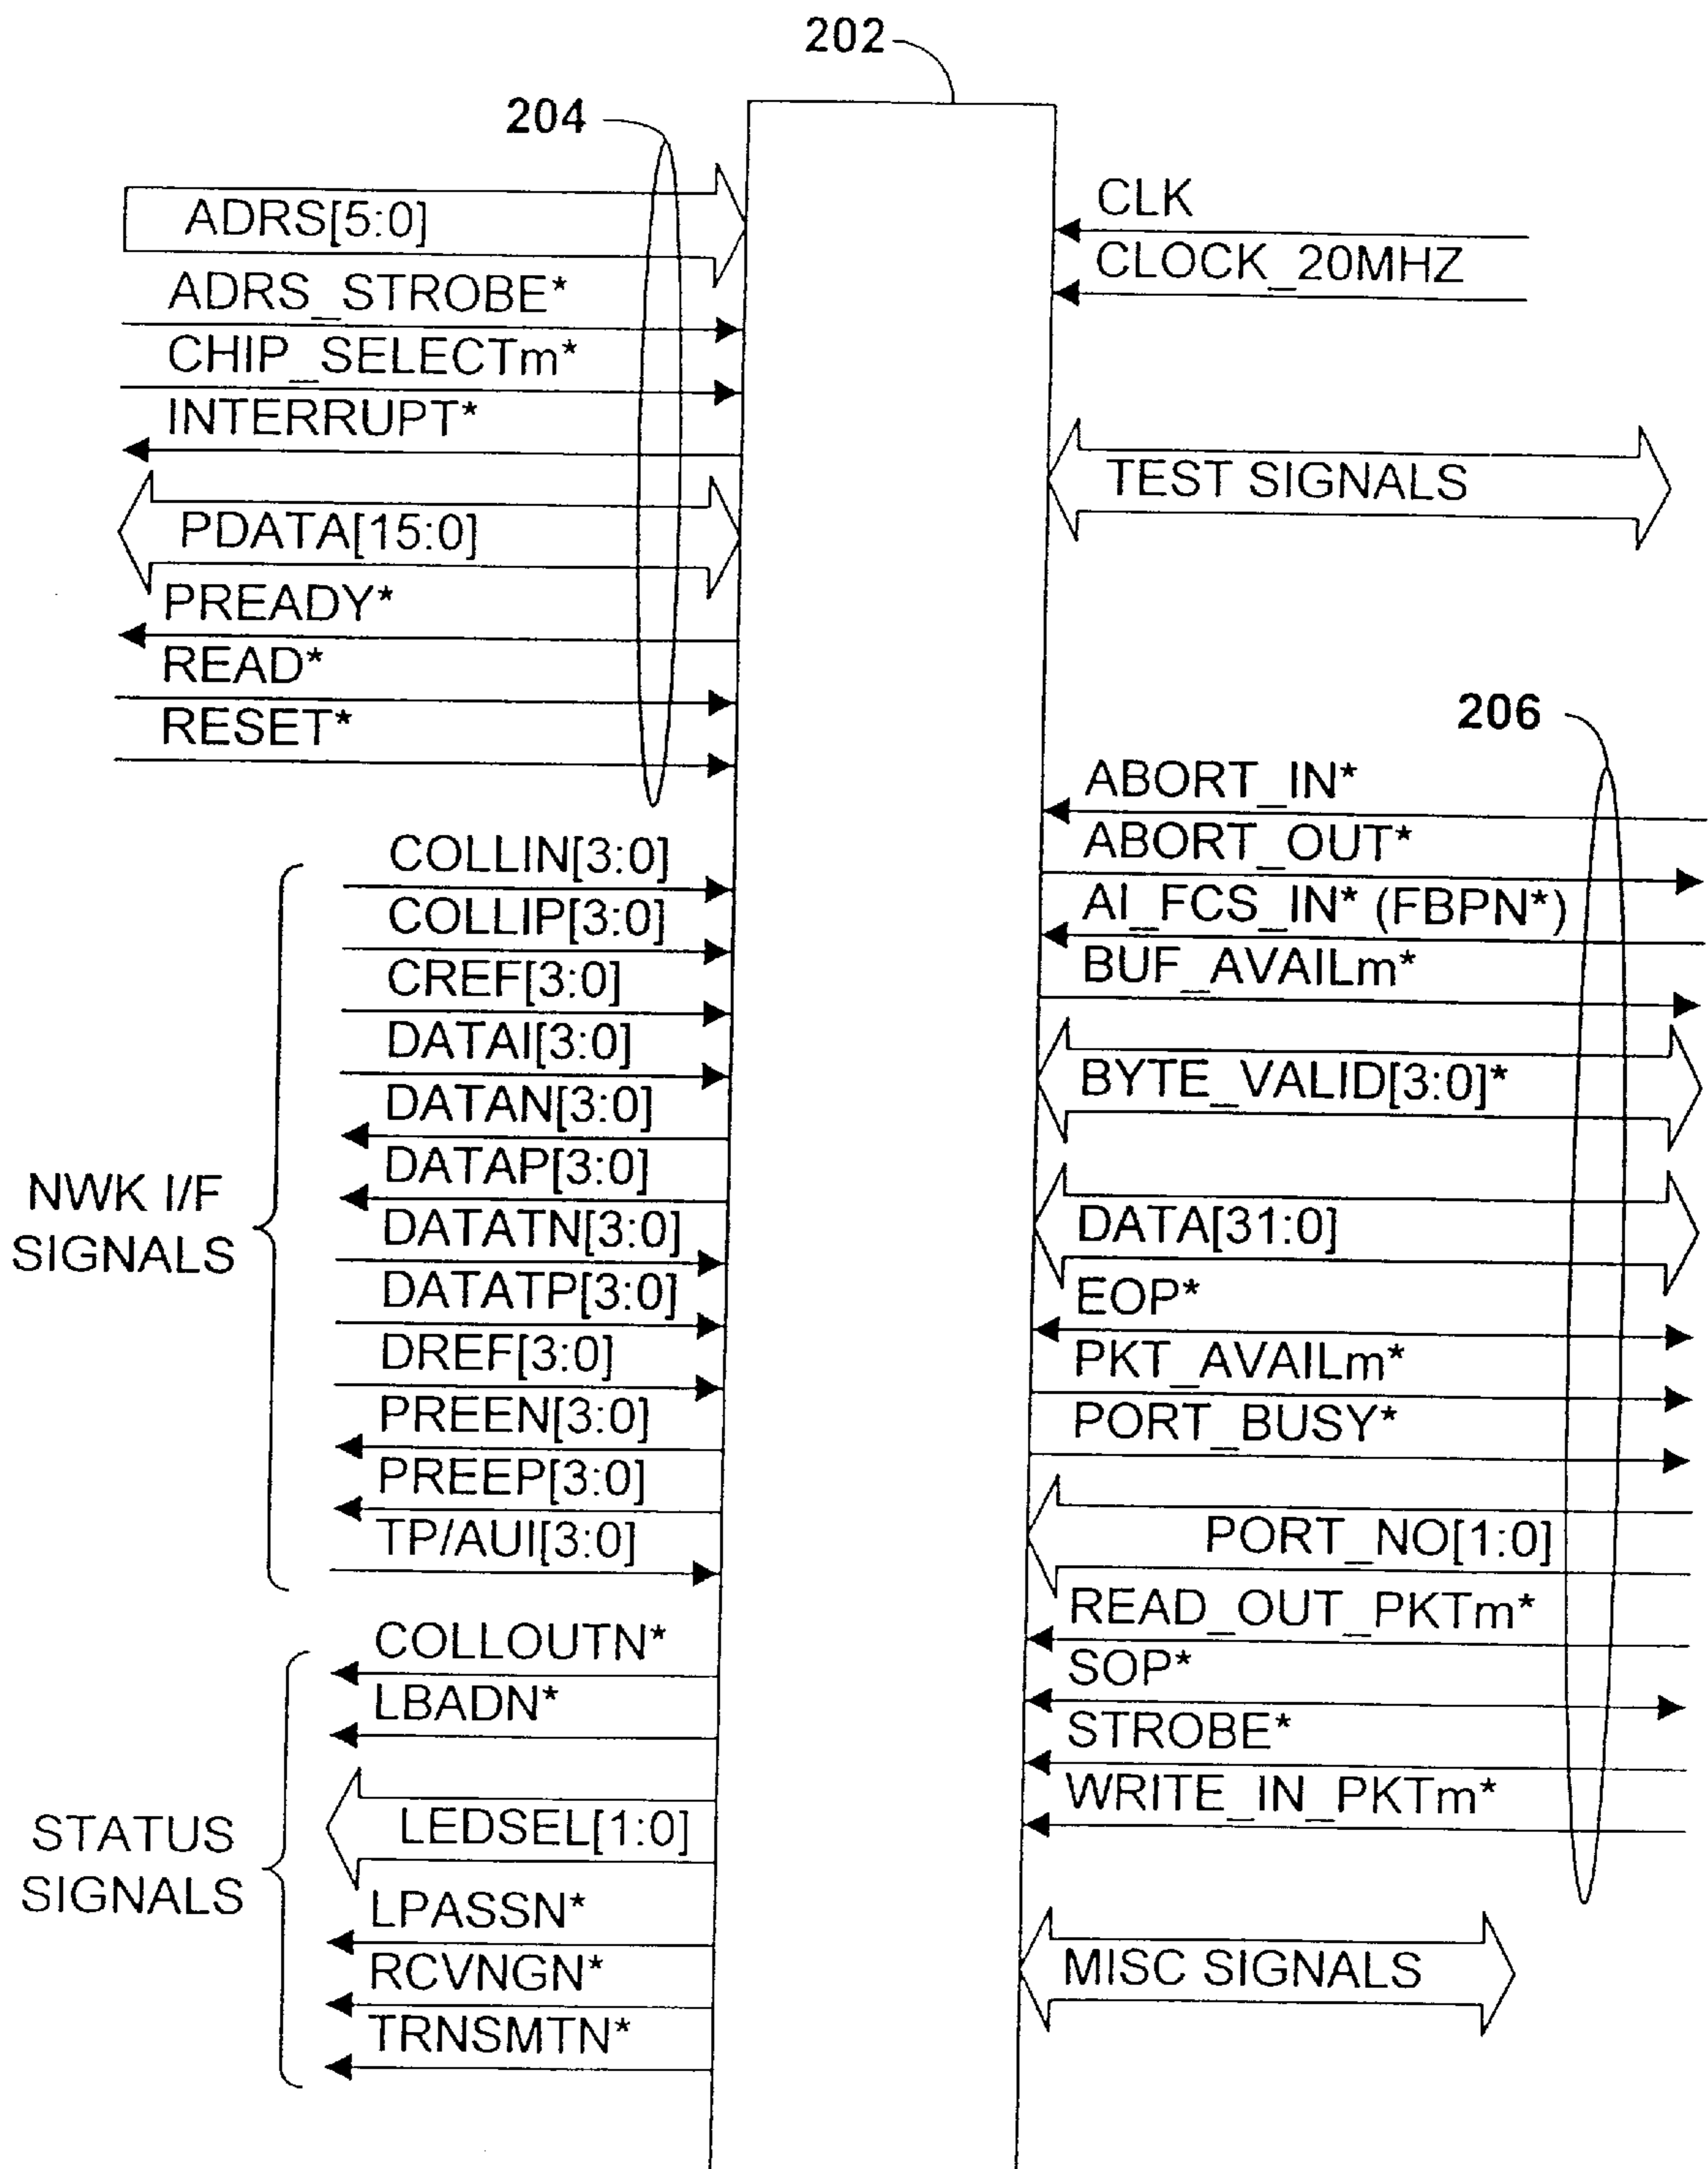 202
204
ADRS[5:0]
ADRS_STROBE*
CHIP_SELECTm*
INTERRUPT*
PDATA[15:0]
PREADY*
READ*
RESET*
NWK I/F
SIGNALS
COLLIN[3:0]
COLLIP[3:0]
CREF[3:0]
DATAI[3:0]
DATAN[3:0]
DATAP[3:0]
DATATN[3:0]
DATATP[3:0]
DREF[3:0]
PREEN[3:0]
PREEP[3:0]
TP/AUI[3:0]
STATUS
SIGNALS
COLLOUTN*
LBADN*
LEDSEL[1:0]
LPASSN*
RCVNGN*
TRNSMTN*
CLK
CLOCK_20MHZ
TEST SIGNALS
206
ABORT_IN*
ABORT_OUT*
AI_FCS_IN* (FBPN*)
BUF_AVAILm*
BYTE_VALID[3:0]*
DATA[31:0]
EOP*
PKT_AVAILm*
PORT_BUSY*
PORT_NO[1:0]
READ_OUT_PKTm*
SOP*
STROBE*
WRITE_IN_PKTm*
MISC SIGNALS